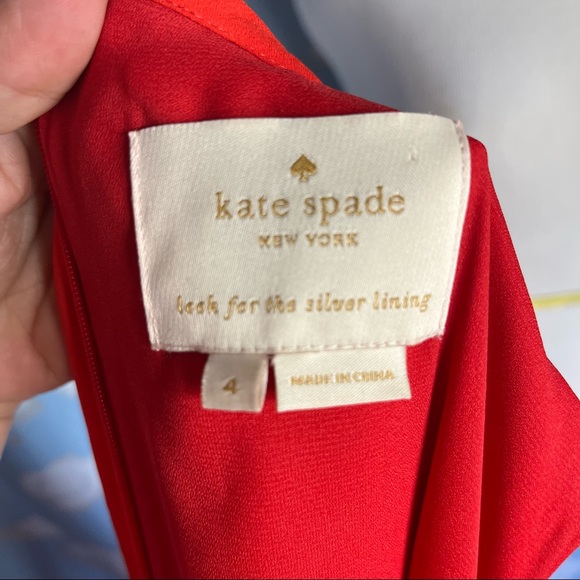 kate spade
NEW YORK
look for the silver lining
4
MADE IN CHINA